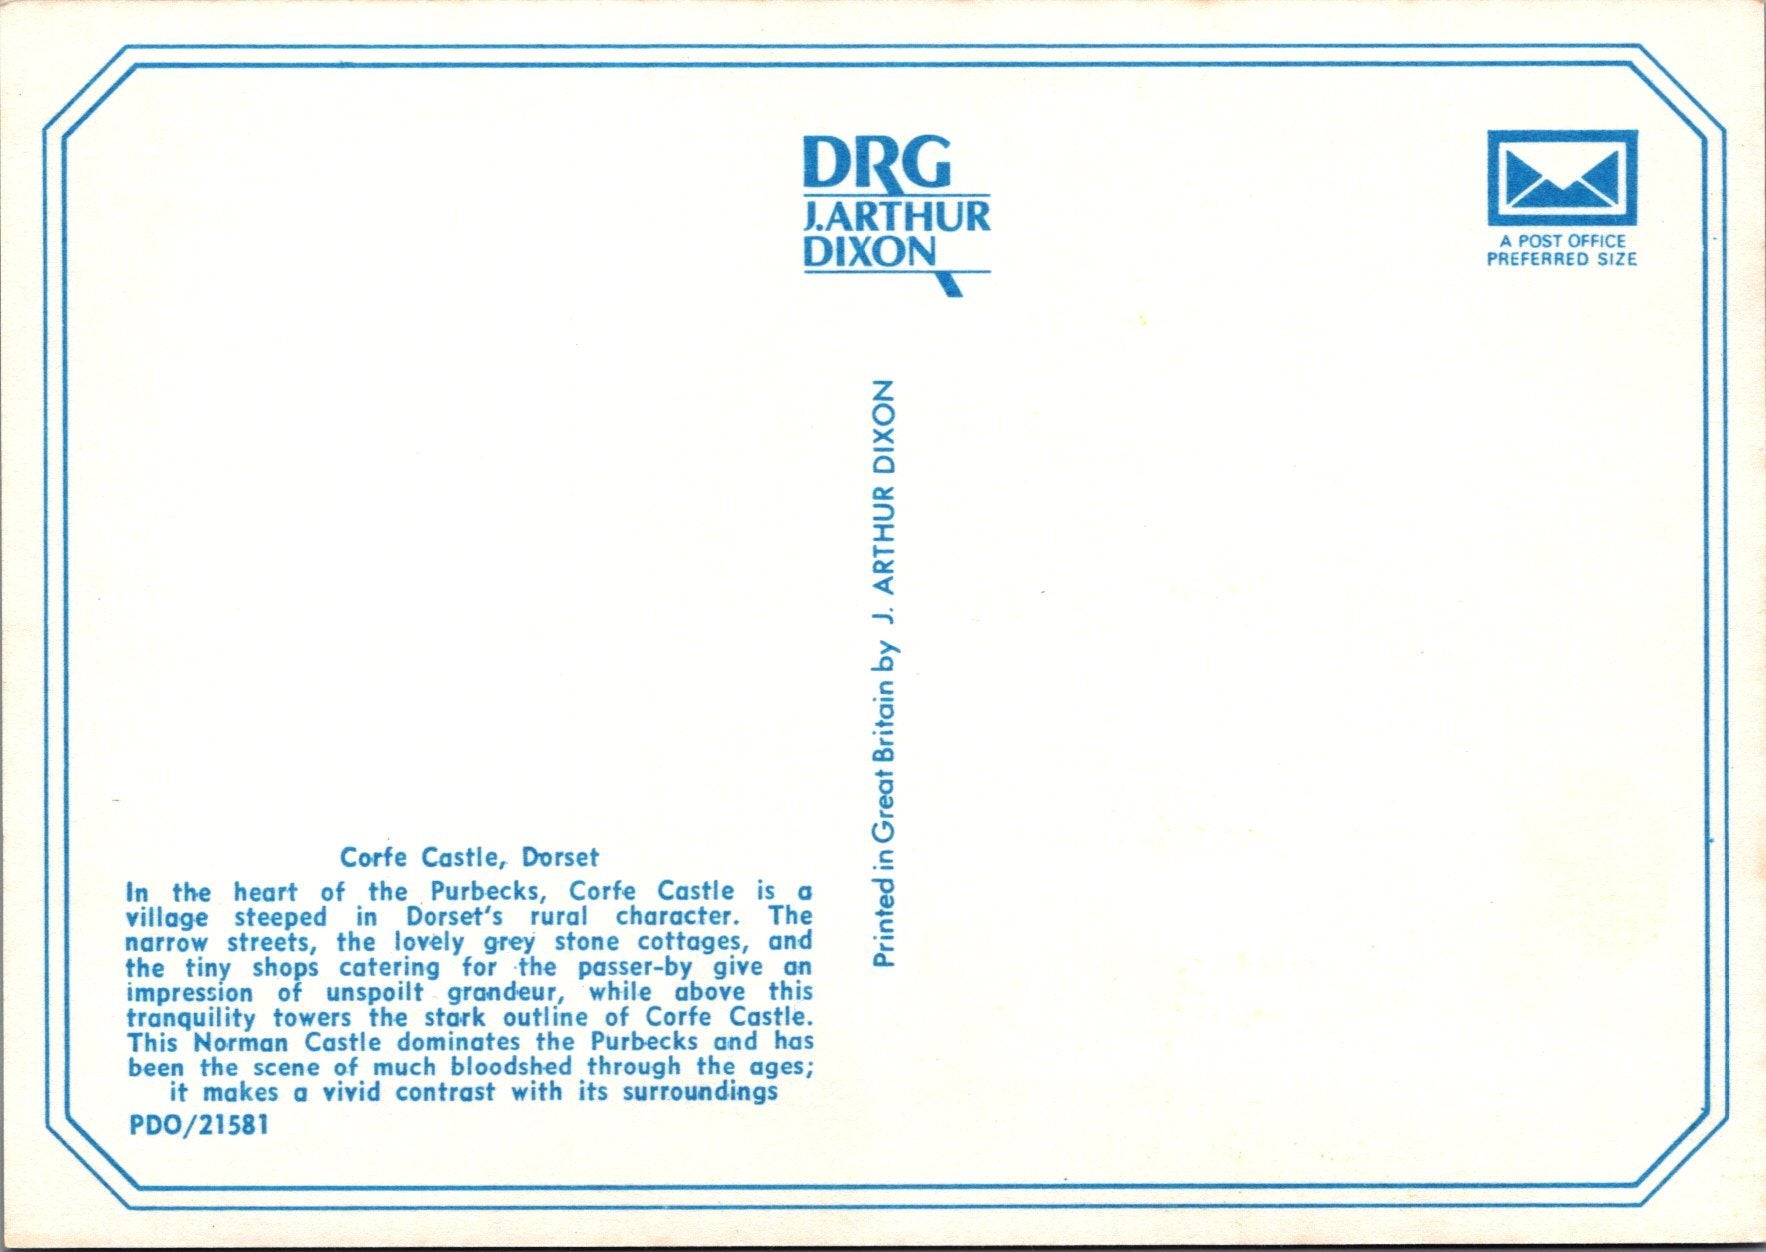 DRG
J.ARTHUR
DIXON
A POST OFFICE
PREFERRED SIZE
Printed in Great Britain by J. ARTHUR DIXON
Corfe Castle, Dorset
In the heart of the Purbecks, Corfe Castle is a
village steeped in Dorset's rural character. The
narrow streets, the lovely grey stone cottages, and
the tiny shops catering for the passer-by give an
impression of unspoilt grandeur, while above this
tranquility towers the stark outline of Corfe Castle.
This Norman Castle dominates the Purbecks and has
been the scene of much bloodshed through the ages;
it makes a vivid contrast with its surroundings
PDO/21581